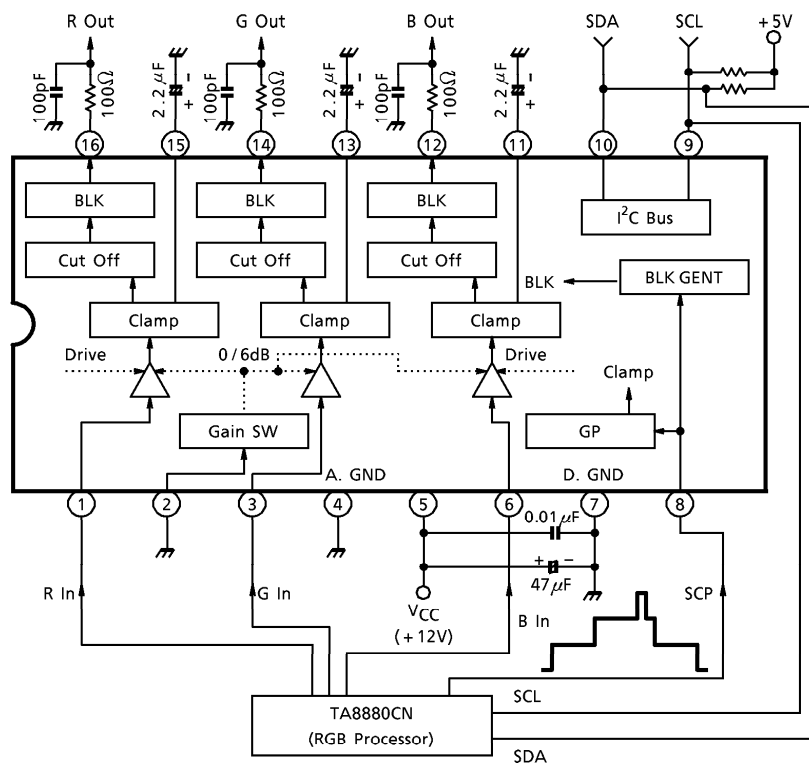 R Out G Out B Out SDA SCL +5V
100pF 100Ω 2.2µF - + 100pF 100Ω 2.2µF - + 100pF 100Ω 2.2µF - +
16 15 14 13 12 11 10 9
BLK BLK BLK I²C Bus
Cut Off Cut Off Cut Off BLK BLK GENT
Clamp Clamp Clamp
Drive 0/6dB Drive Clamp
Gain SW GP
A. GND D. GND
1 2 3 4 5 6 7 8
0.01µF
+ -
47µF
R In G In SCP
VCC
(+12V)
B In
TA8880CN
(RGB Processor)
SCL
SDA